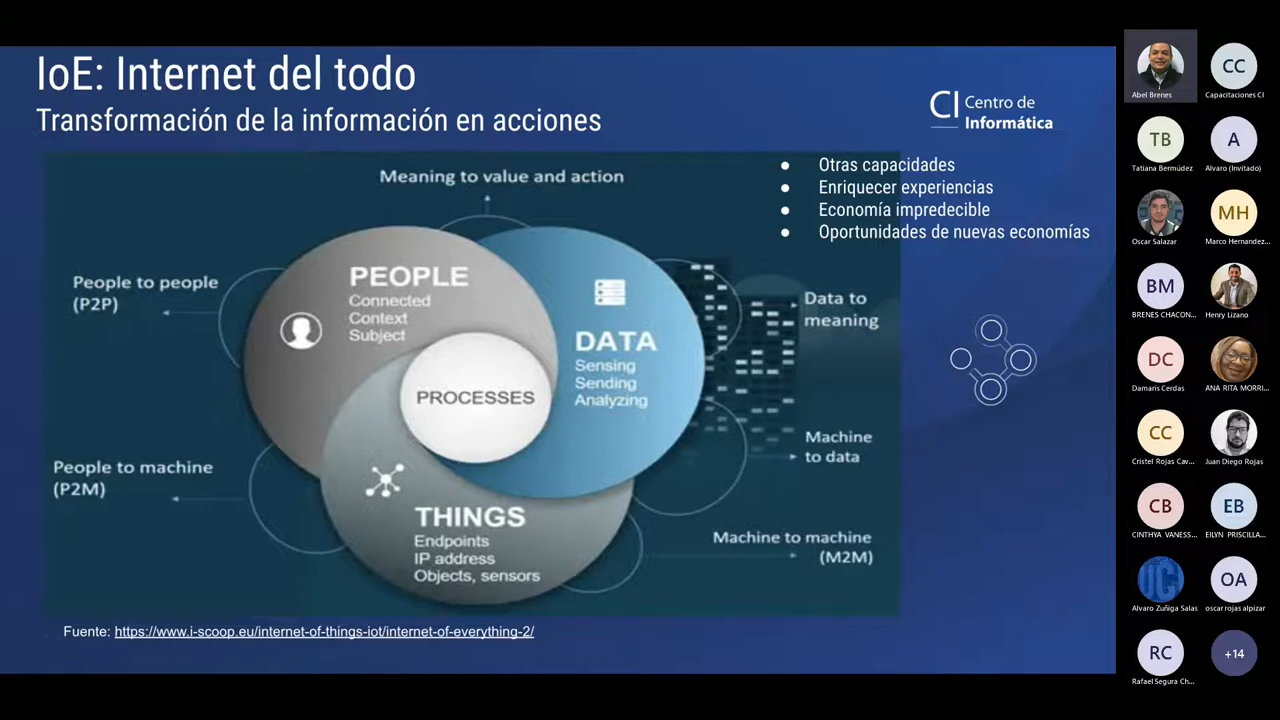 IoE: Internet del todo
Transformación de la información en acciones
CI Centro de
Informática
Otras capacidades
Enriquecer experiencias
Economía impredecible
Oportunidades de nuevas economías
Meaning to value and action
People to people
(P2P)
PEOPLE
Connected
Context
Subject
DATA
Sensing
Sending
Analyzing
Data to
meaning
PROCESSES
Machine
to data
People to machine
(P2M)
THINGS
Endpoints
IP address
Objects, sensors
Machine to machine
(M2M)
Fuente: https://www.i-scoop.eu/internet-of-things-iot/internet-of-everything-2/
Abel Brenes
CC
Capacitaciones CI
TB
Tatiana Bermúdez
A
Alvaro (Invitado)
Oscar Salazar
MH
Marco Hernandez...
BM
BRENES CHACON...
Henry Lizano
DC
Damaris Cerdas
ANA RITA MORRI...
CC
Cristel Rojas Cav...
Juan Diego Rojas
CB
CINTHYA VANESS...
EB
EILYN PRISCILLA...
Alvaro Zuñiga Salas
OA
oscar rojas alpizar
RC
Rafael Segura Ch...
+14